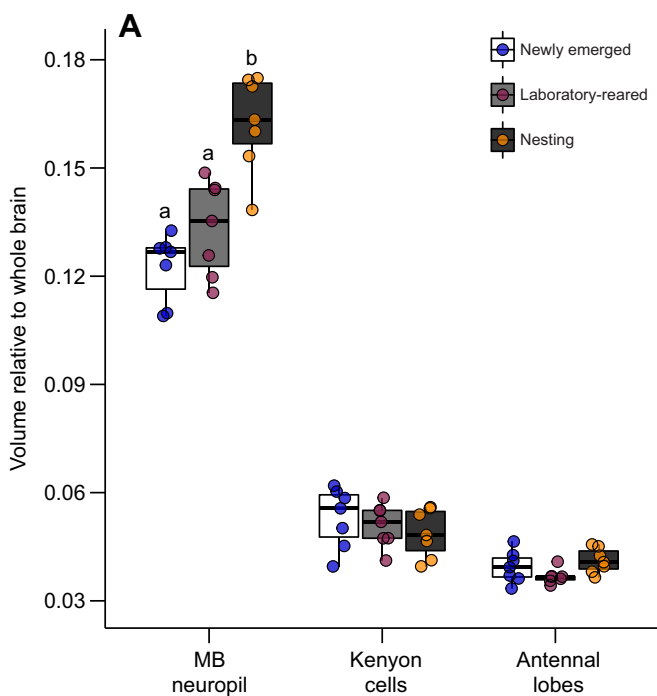 A
0.18
0.15
0.12
0.09
0.06
0.03
Volume relative to whole brain
a
a
b
Newly emerged
Laboratory-reared
Nesting
MB
neuropil
Kenyon
cells
Antennal
lobes